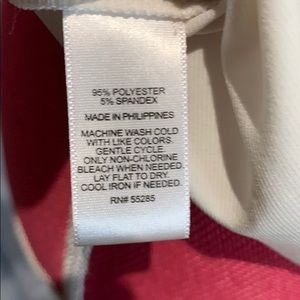 95% POLYESTER
5% SPANDEX
MADE IN PHILIPPINES
MACHINE WASH COLD
WITH LIKE COLORS.
GENTLE CYCLE.
ONLY NON-CHLORINE
BLEACH WHEN NEEDED.
LAY FLAT TO DRY.
COOL IRON IF NEEDED.
RN# 55285